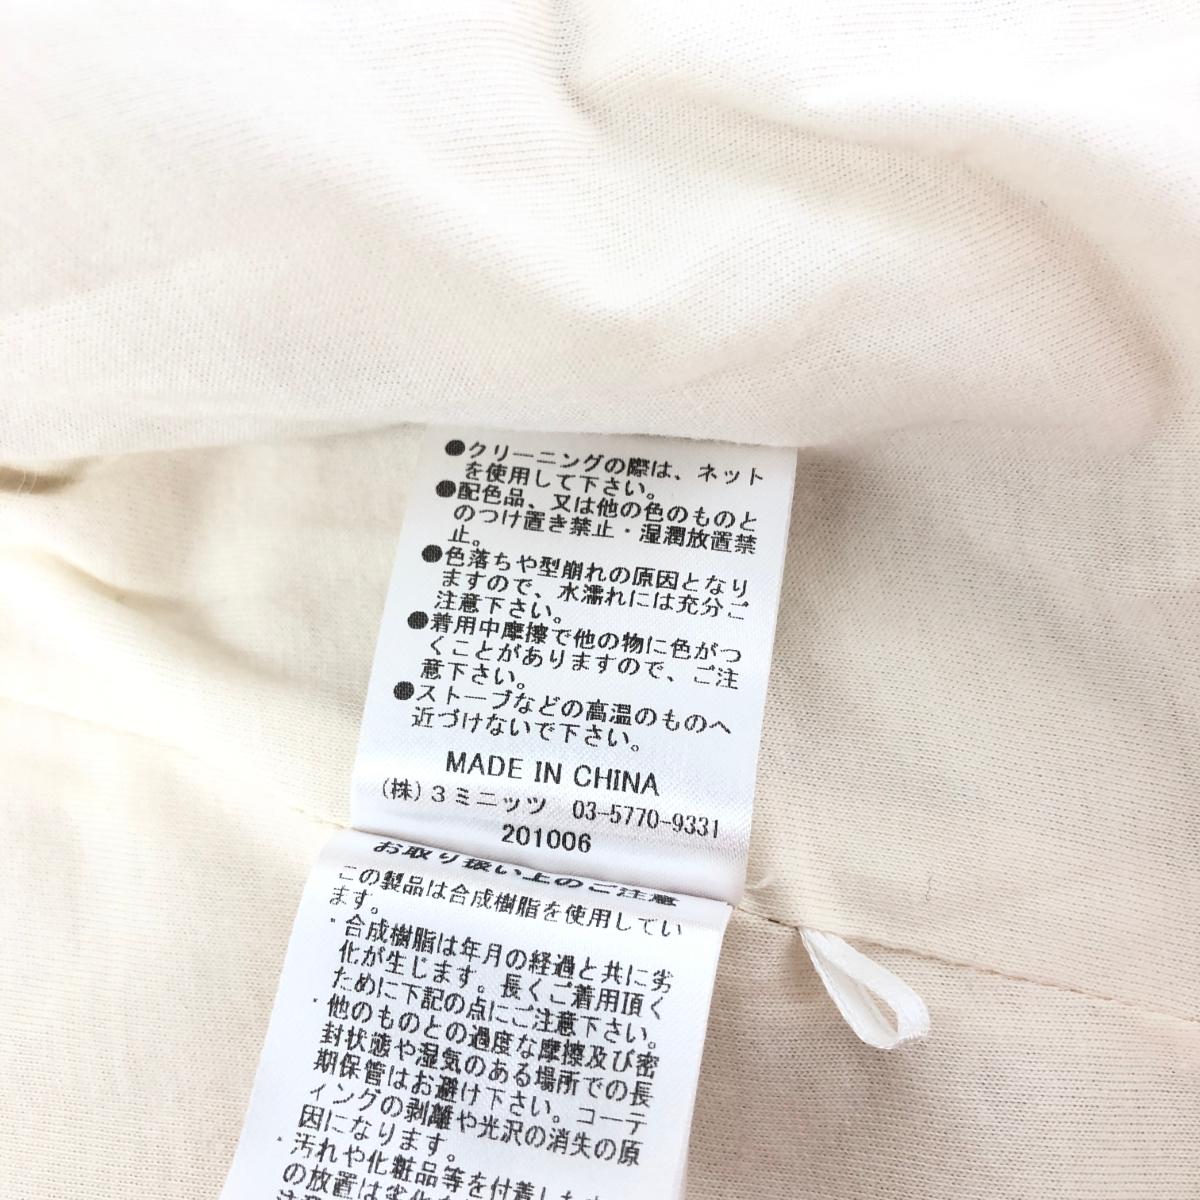 ●クリーニングの際は、ネット
を使用して下さい。
●配色品、又は他の色のものと
のつけ置き禁止・湿潤放置禁
止。
●色落ちや型崩れの原因となり
ますので、水濡れには充分ご
注意下さい。
●着用中摩擦で他の物に色がつ
くことがありますので、ご注
意下さい。
●ストーブなどの高温のものへ
近づけないで下さい。
MADE IN CHINA
(株)3ミニッツ 03-5770-9331
201006
お取り扱い上のご注意
この製品は合成樹脂を使用してい
ます。
・合成樹脂は年月の経過と共に劣
化が生じます。長くご着用頂く
ために下記の点にご注意下さい。
・他のものとの過度な摩擦及び密
封状態や湿気のある場所での長
期保管はお避け下さい。コーテ
ィングの剥離や光沢の消失の原
因になります。
・汚れや化粧品等を付着した
の放置は劣化